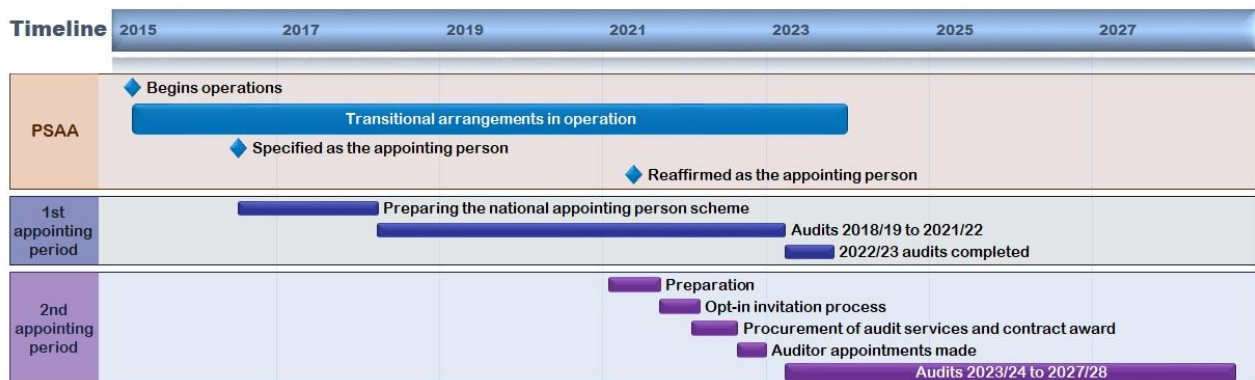 Timeline
2015 2017 2019 2021 2023 2025 2027
PSAA
Begins operations
Transitional arrangements in operation
Specified as the appointing person
Reaffirmed as the appointing person
1st
appointing
period
Preparing the national appointing person scheme
Audits 2018/19 to 2021/22
2022/23 audits completed
2nd
appointing
period
Preparation
Opt-in invitation process
Procurement of audit services and contract award
Auditor appointments made
Audits 2023/24 to 2027/28